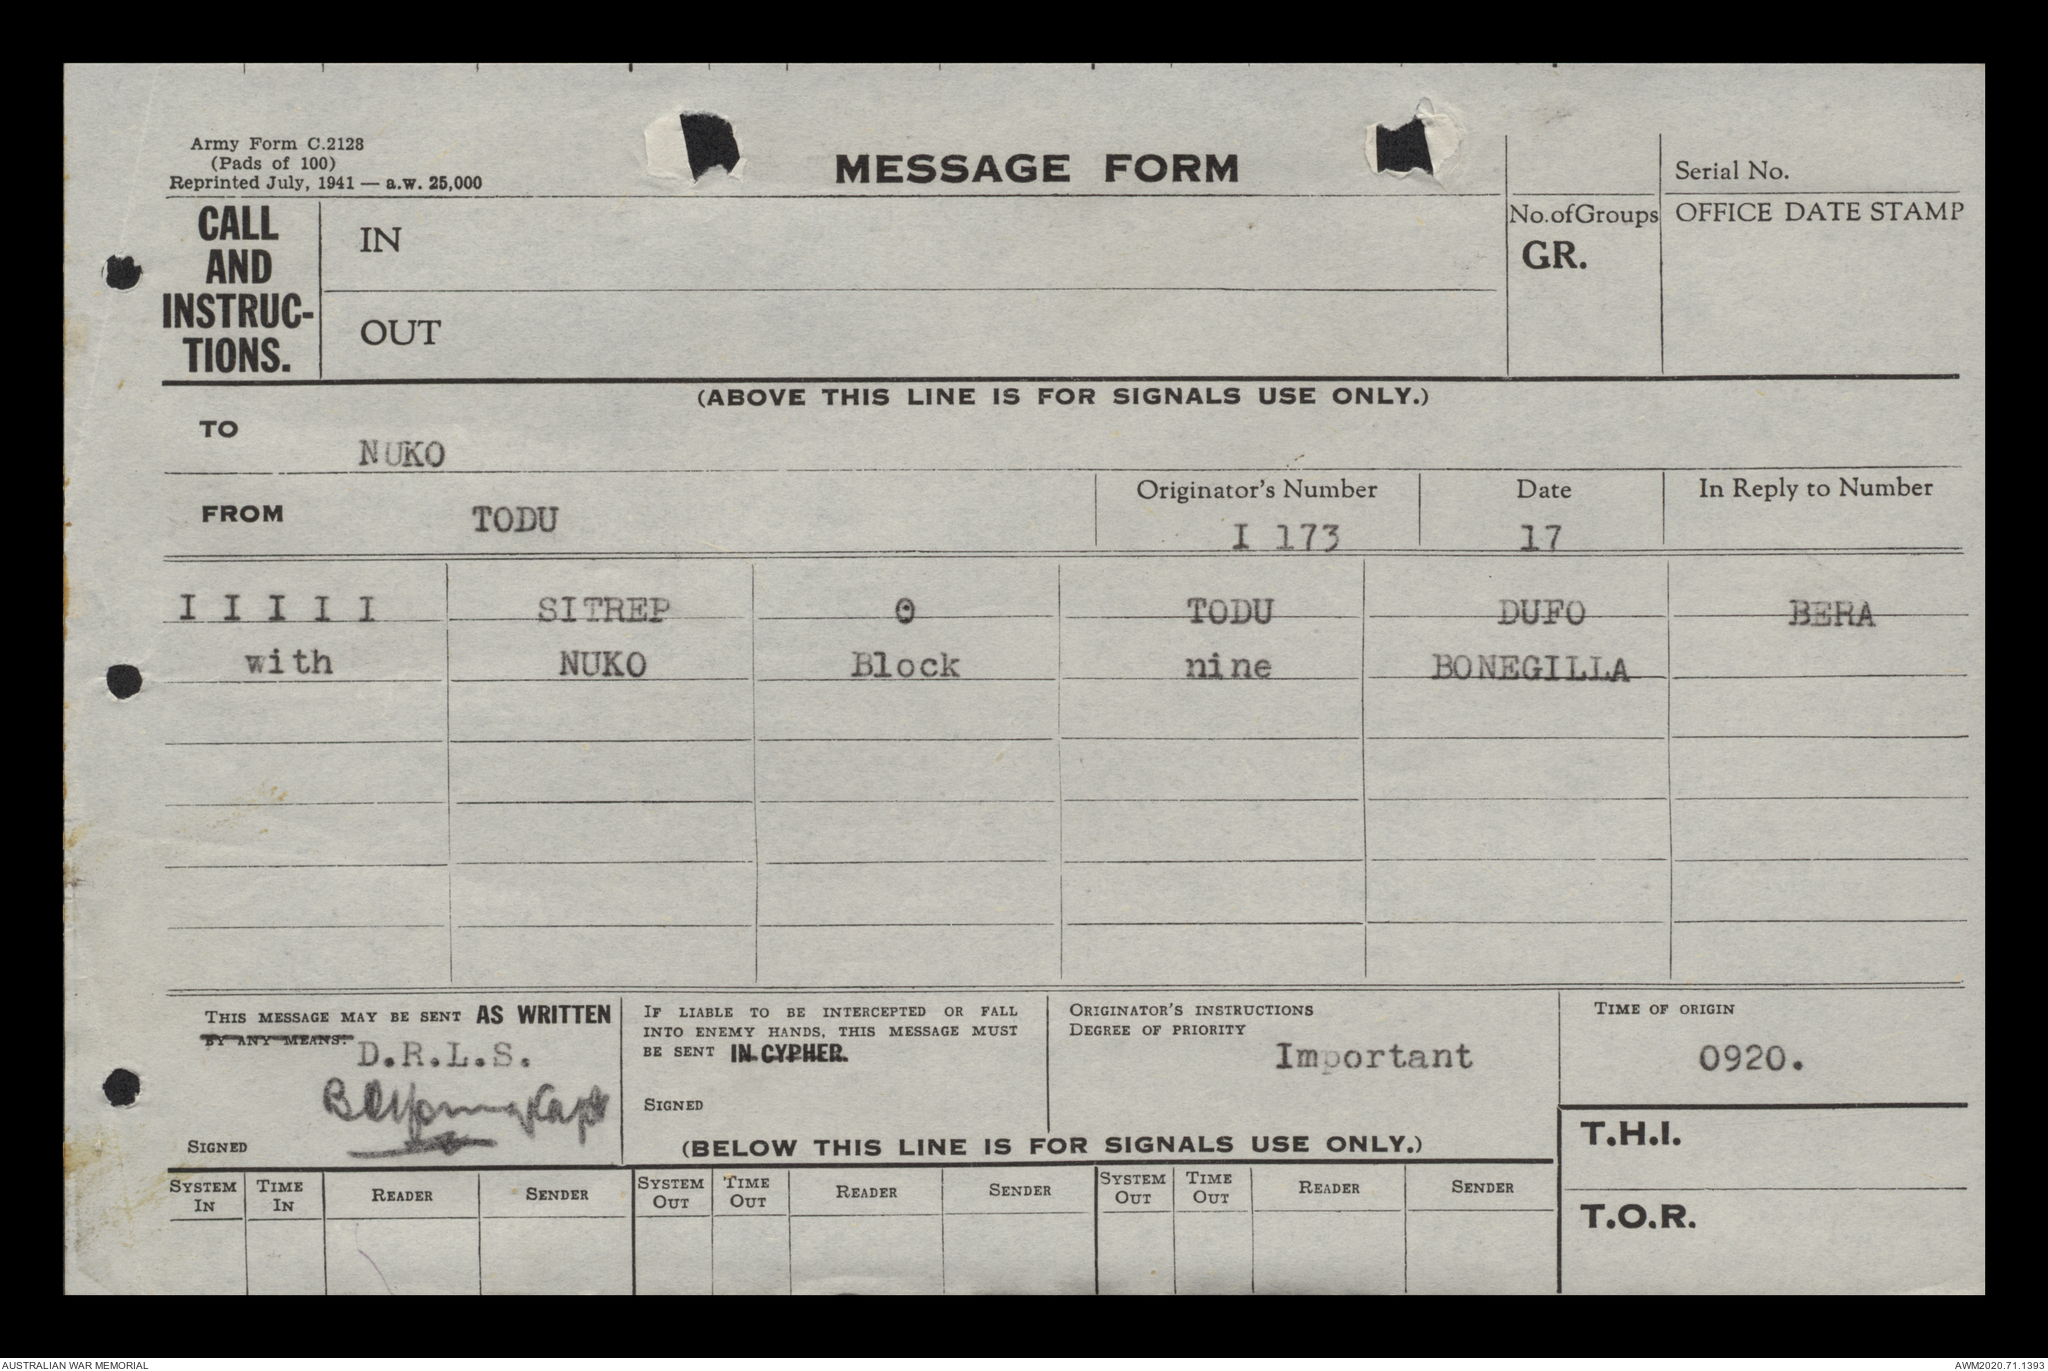 Army Form C.2128
(Pads of 100)
Reprinted July, 1941 — a.w. 25,000
MESSAGE FORM
Serial No.
CALL AND INSTRUC- TIONS.
IN
OUT
No. of Groups
GR.
OFFICE DATE STAMP
(ABOVE THIS LINE IS FOR SIGNALS USE ONLY.)
TO NUKO
FROM TODU
Originator's Number I 173
Date 17
In Reply to Number
I I I I I SITREP 0 TODU DUFO BERA
with NUKO Block nine BONEGILLA
THIS MESSAGE MAY BE SENT AS WRITTEN
BY ANY MEANS.
D.R.L.S.
SIGNED
IF LIABLE TO BE INTERCEPTED OR FALL
INTO ENEMY HANDS, THIS MESSAGE MUST
BE SENT IN CYPHER.
SIGNED
ORIGINATOR'S INSTRUCTIONS
DEGREE OF PRIORITY
Important
TIME OF ORIGIN
0920.
(BELOW THIS LINE IS FOR SIGNALS USE ONLY.)
T.H.I.
T.O.R.
SYSTEM IN TIME IN READER SENDER SYSTEM OUT TIME OUT READER SENDER SYSTEM OUT TIME OUT READER SENDER
AUSTRALIAN WAR MEMORIAL
AWM2020.71.1393